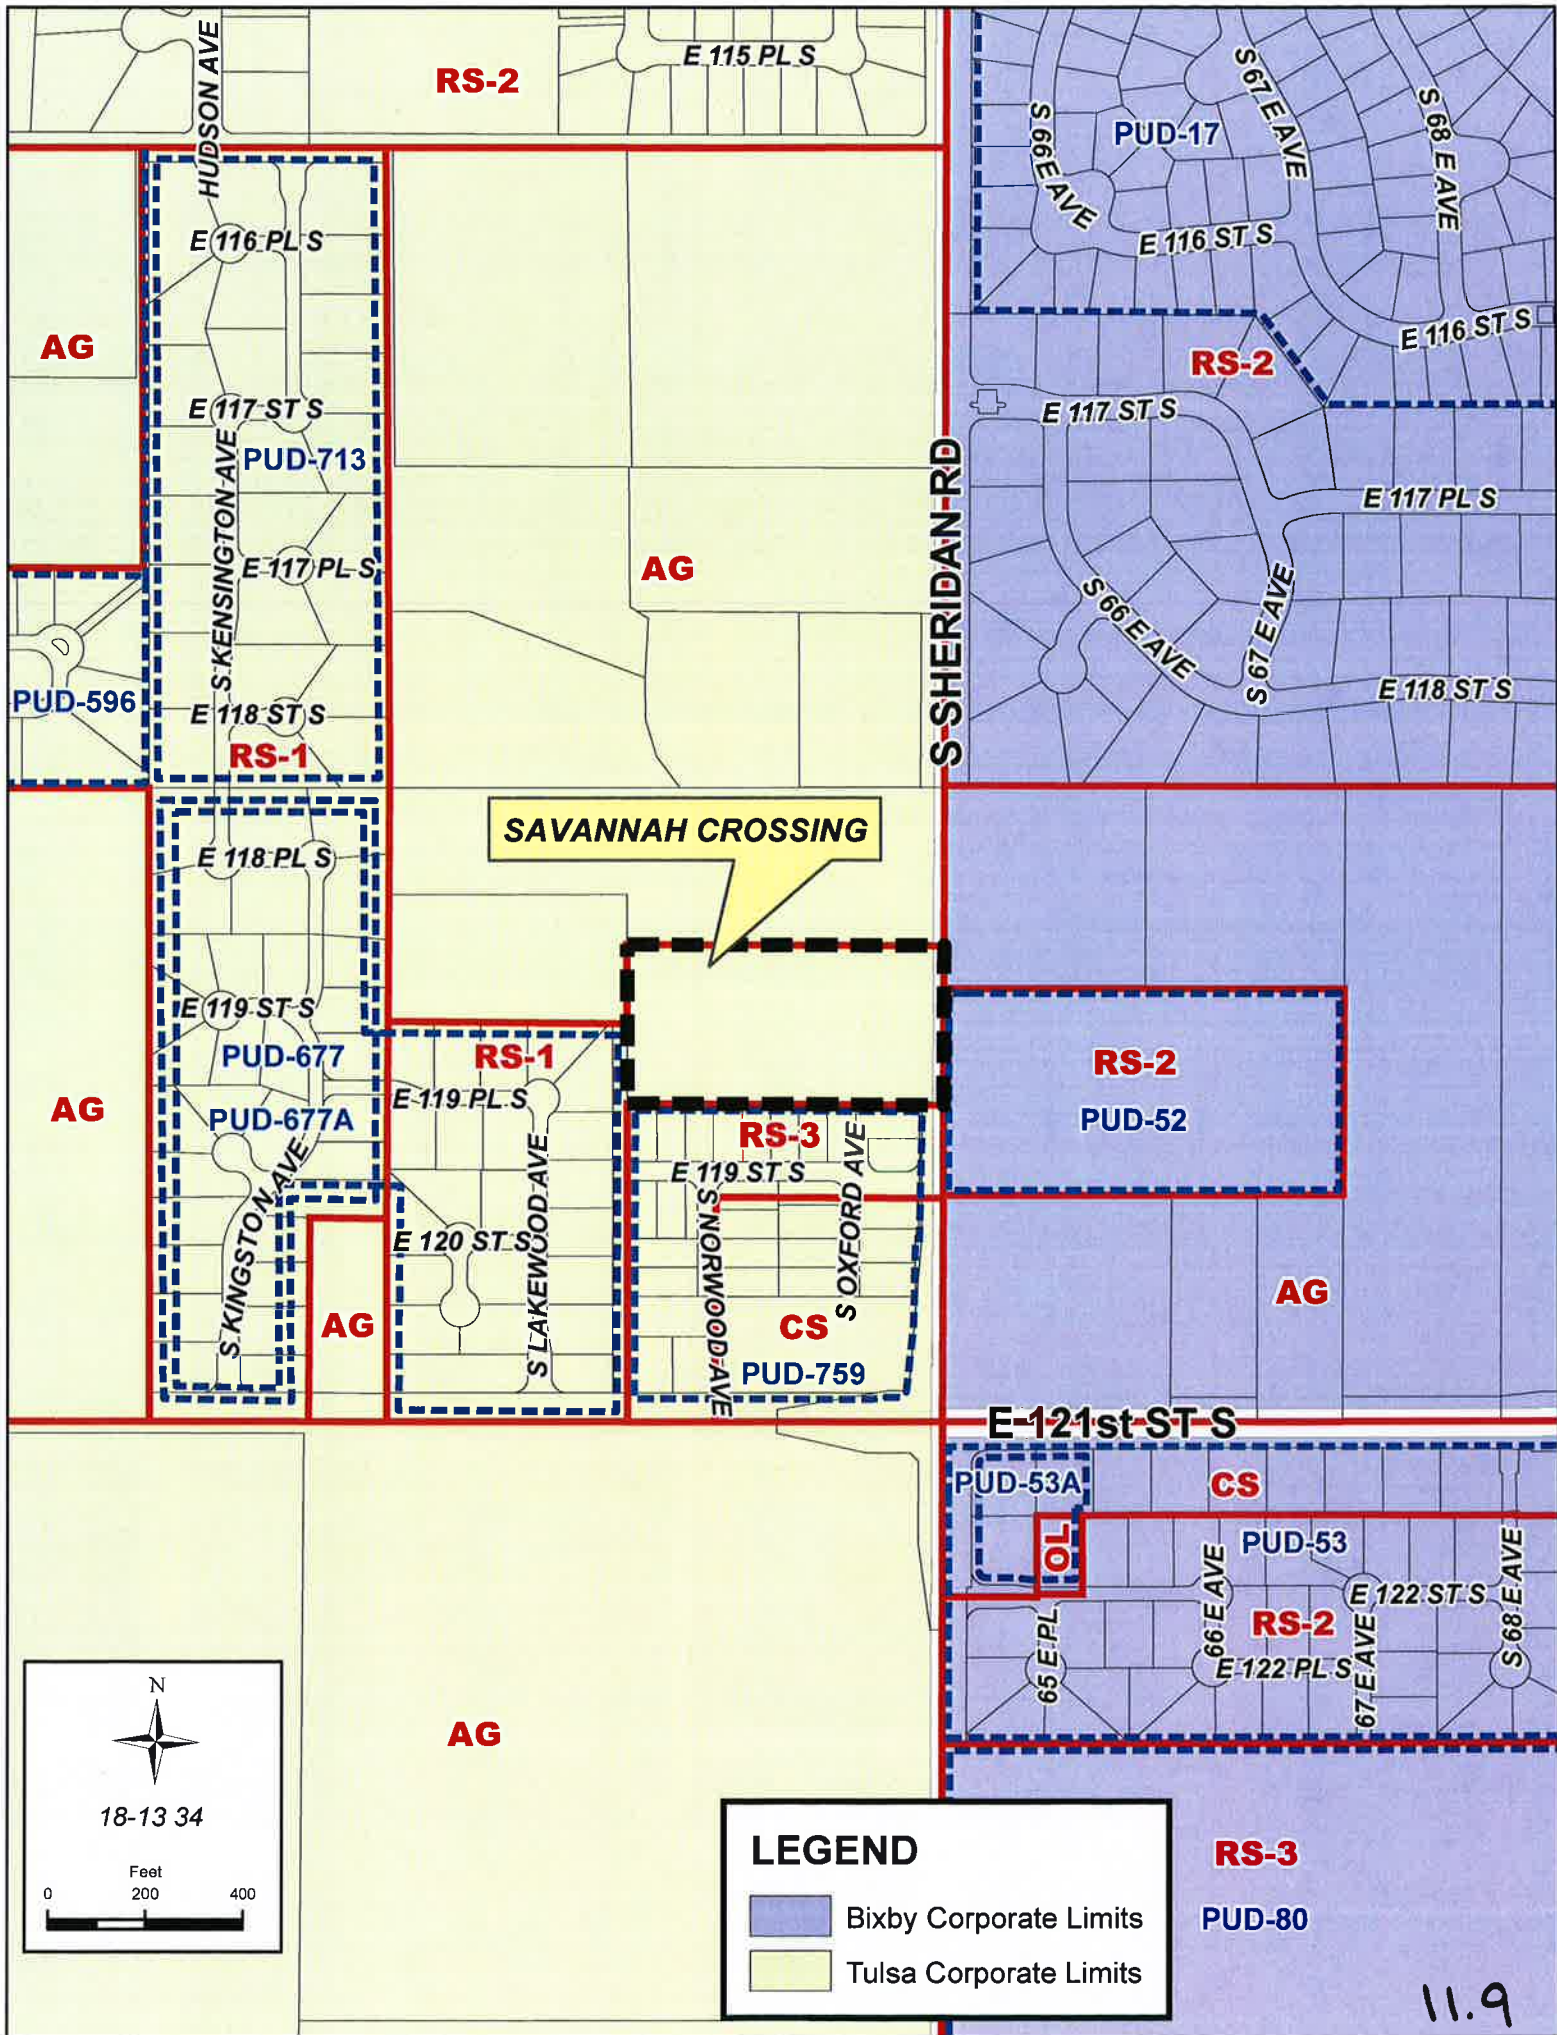 HUDSON AVE
RS-2
E 115 PL S
S 66 E AVE
PUD-17
S 67 E AVE
S 68 E AVE
E 116 PL S
E 116 ST S
E 116 ST S
AG
RS-2
E 117 ST S
E 117 ST S
PUD-713
S KENSINGTON AVE
S SHERIDAN RD
E 117 PL S
E 117 PL S
AG
S 66 E AVE
S 67 E AVE
PUD-596
E 118 ST S
E 118 ST S
RS-1
SAVANNAH CROSSING
E 118 PL S
E 119 ST S
PUD-677
RS-1
RS-2
AG
E 119 PL S
PUD-677A
PUD-52
RS-3
S KINGSTON AVE
S LAKEWOOD AVE
E 119 ST S
S NORWOOD AVE
S OXFORD AVE
E 120 ST S
AG
AG
CS
PUD-759
E 121st ST S
PUD-53A
CS
OL
PUD-53
66 E AVE
E 122 ST S
S 68 E AVE
RS-2
65 E PL
E 122 PL S
67 E AVE
AG
N
18-13 34
Feet
0 200 400
LEGEND
Bixby Corporate Limits
Tulsa Corporate Limits
RS-3
PUD-80
11.9